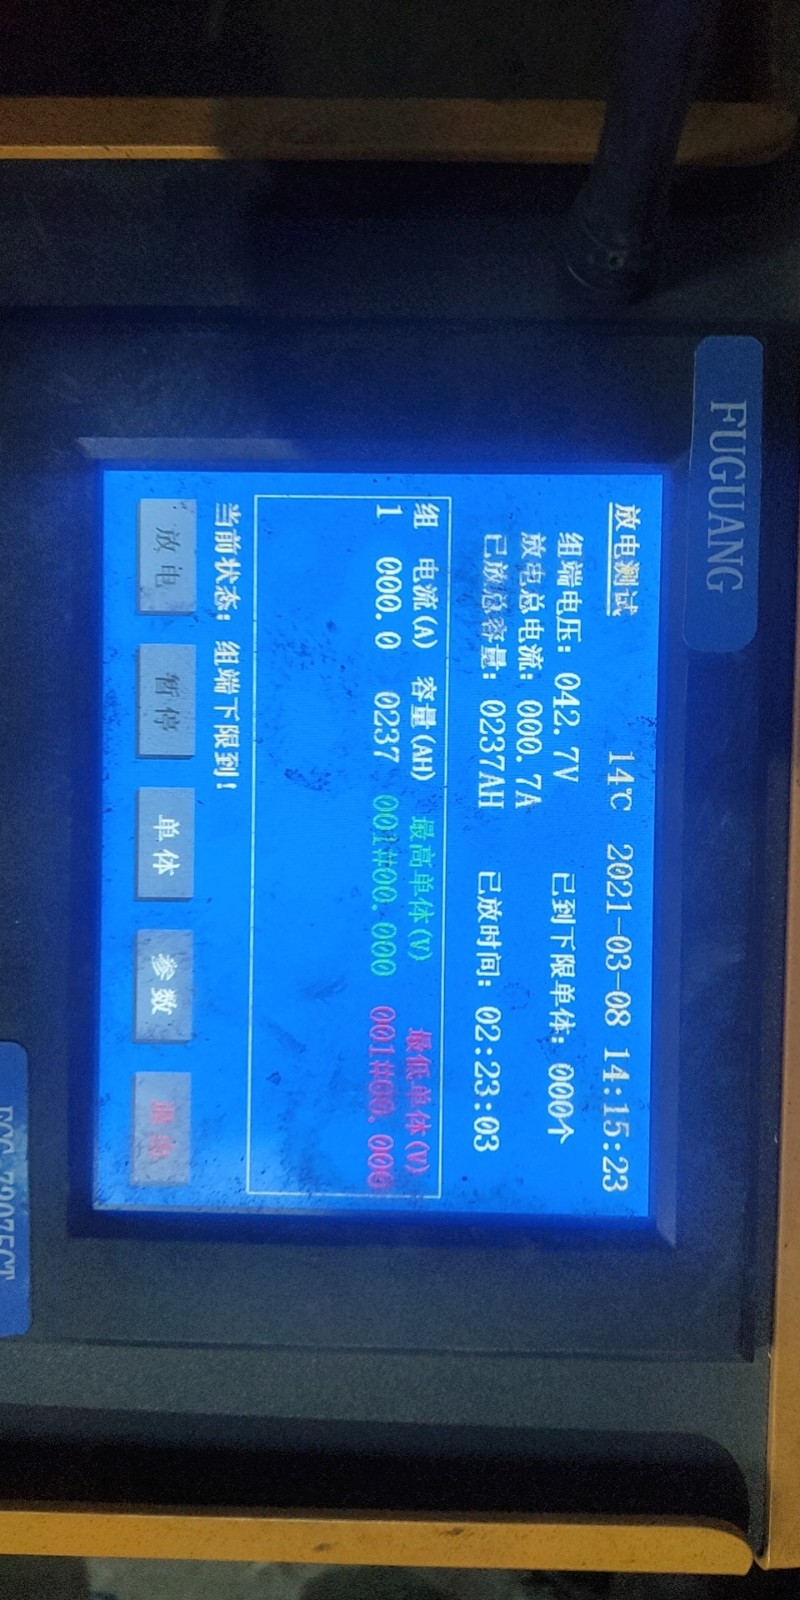 FUGUANG
放电测试 14℃ 2021-03-08 14:15:23
组端电压: 042.7V 已到下限单体: 000个
放电总电流: 000.7A
已放总容量: 0237AH 已放时间: 02:23:03
组 电流(A) 容量(AH) 最高单体(V) 最低单体(V)
1 000.0 0237 001#00.000 001#00.000
当前状态: 组端下限到!
放电 暂停 单体 参数